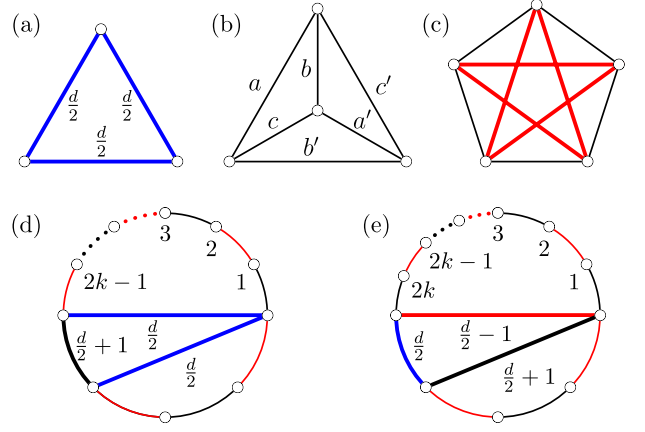 (a)
d/2
d/2
d/2
(b)
a
b
c'
c
a'
b'
(c)
(d)
3
2
1
2k − 1
d/2 + 1
d/2
d/2
(e)
3
2
1
2k − 1
2k
d/2
d/2 − 1
d/2 + 1